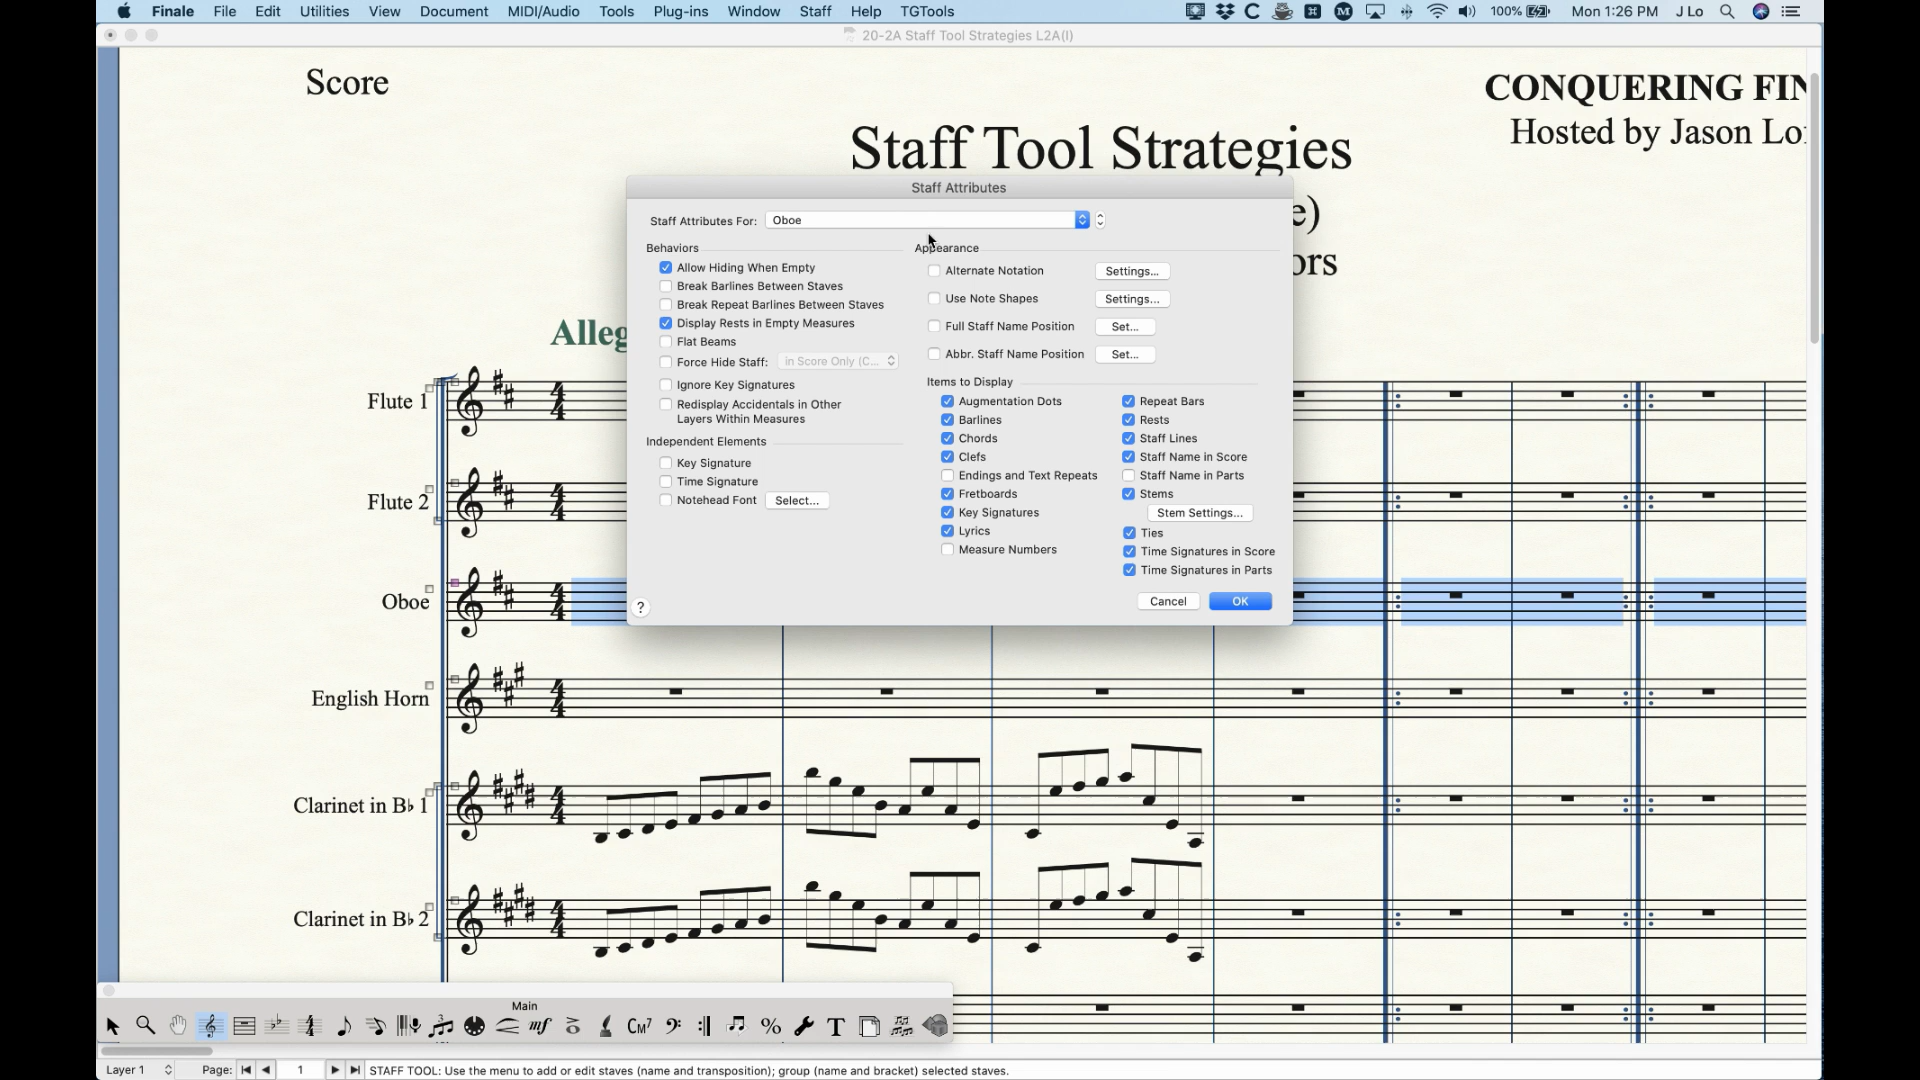 Finale File Edit Utilities View Document MIDI/Audio Tools Plug-ins Window Staff Help TGTools 100% Mon 1:26 PM J Lo
20-2A Staff Tool Strategies L2A(I)
Score
CONQUERING FIN
Staff Tool Strategies
Hosted by Jason Lo
Staff Attributes
Staff Attributes For: Oboe
e)
ors
Behaviors
Allow Hiding When Empty
Break Barlines Between Staves
Break Repeat Barlines Between Staves
Display Rests in Empty Measures
Flat Beams
Force Hide Staff: in Score Only (C...
Ignore Key Signatures
Redisplay Accidentals in Other
Layers Within Measures
Independent Elements
Key Signature
Time Signature
Notehead Font Select...
Appearance
Alternate Notation Settings...
Use Note Shapes Settings...
Full Staff Name Position Set...
Abbr. Staff Name Position Set...
Items to Display
Augmentation Dots
Barlines
Chords
Clefs
Endings and Text Repeats
Fretboards
Key Signatures
Lyrics
Measure Numbers
Repeat Bars
Rests
Staff Lines
Staff Name in Score
Staff Name in Parts
Stems
Stem Settings...
Ties
Time Signatures in Score
Time Signatures in Parts
? Cancel OK
Alleg
Flute 1
Flute 2
Oboe
English Horn
Clarinet in B♭ 1
Clarinet in B♭ 2
Main
CM7
Layer 1 Page: 1 STAFF TOOL: Use the menu to add or edit staves (name and transposition); group (name and bracket) selected staves.